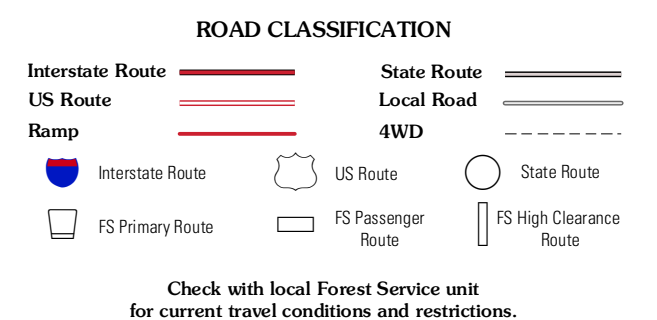 ROAD CLASSIFICATION
Interstate Route
State Route
US Route
Local Road
Ramp
4WD
Interstate Route
US Route
State Route
FS Primary Route
FS Passenger
Route
FS High Clearance
Route
Check with local Forest Service unit
for current travel conditions and restrictions.